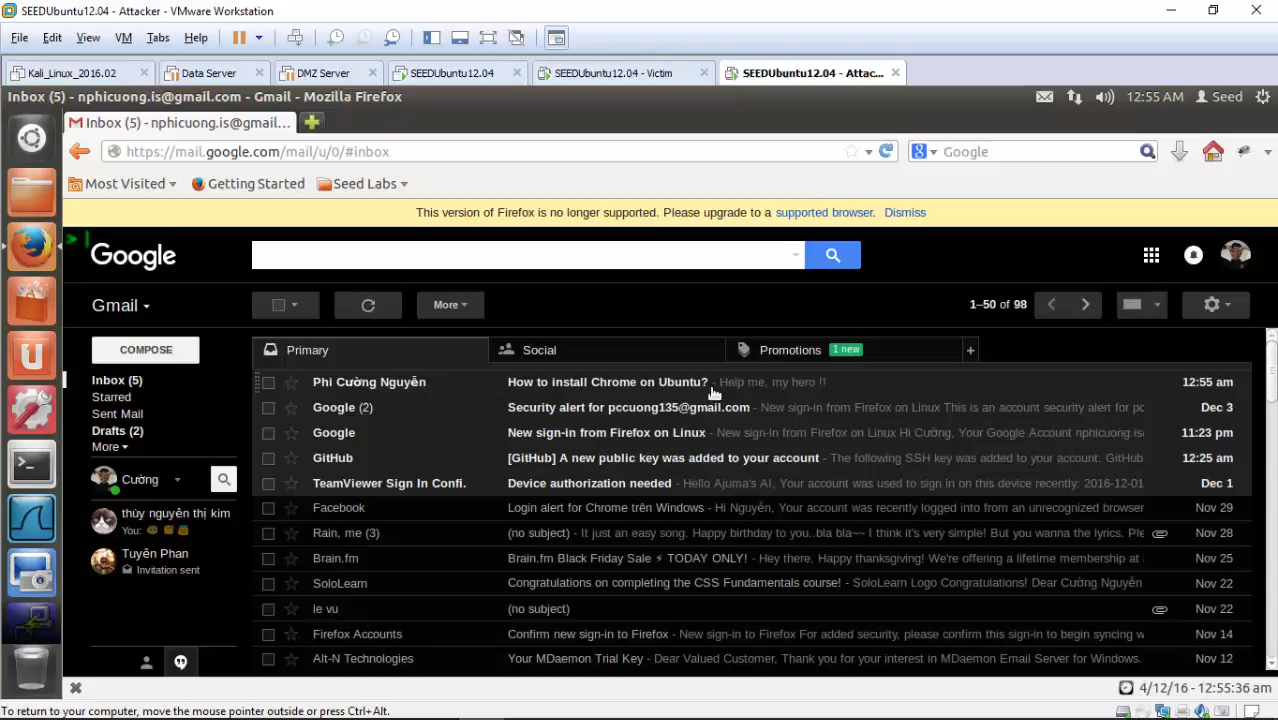 SEEDUbuntu12.04 - Attacker - VMware Workstation
File Edit View VM Tabs Help
Kali_Linux_2016.02 Data Server DMZ Server SEEDUbuntu12.04 SEEDUbuntu12.04 - Victim SEEDUbuntu12.04 - Attac...
Inbox (5) - nphicuong.is@gmail.com - Gmail - Mozilla Firefox 12:55 AM Seed
Inbox (5) - nphicuong.is@gmail...
https://mail.google.com/mail/u/0/#inbox Google
Most Visited Getting Started Seed Labs
This version of Firefox is no longer supported. Please upgrade to a supported browser. Dismiss
Google
Gmail More 1–50 of 98
COMPOSE Primary Social Promotions 1 new +
Inbox (5)
Starred
Sent Mail
Drafts (2)
More
Cường
thùy nguyên thị kim
You:
Tuyên Phan
Invitation sent
Phi Cường Nguyễn How to install Chrome on Ubuntu? - Help me, my hero !! 12:55 am
Google (2) Security alert for pccuong135@gmail.com - New sign-in from Firefox on Linux This is an account security alert for pc Dec 3
Google New sign-in from Firefox on Linux - New sign-in from Firefox on Linux Hi Cường, Your Google Account nphicuong.is 11:23 pm
GitHub [GitHub] A new public key was added to your account - The following SSH key was added to your account: GitHub 12:25 am
TeamViewer Sign In Confi. Device authorization needed - Hello Ajuma's AI, Your account was used to sign in on this device recently: 2016-12-01 Dec 1
Facebook Login alert for Chrome trên Windows - Hi Nguyễn, Your account was recently logged into from an unrecognized browser Nov 29
Rain, me (3) (no subject) - It just an easy song. Happy birthday to you..bla bla~~ I think it's very simple! But you wanna the lyrics. Ple Nov 28
Brain.fm Brain.fm Black Friday Sale ⚡ TODAY ONLY! - Hey there, Happy thanksgiving! We're offering a lifetime membership at Nov 25
SoloLearn Congratulations on completing the CSS Fundamentals course! - SoloLearn Logo Congratulations! Dear Cường Nguyễn Nov 22
le vu (no subject) Nov 22
Firefox Accounts Confirm new sign-in to Firefox - New sign-in to Firefox For added security, please confirm this sign-in to begin syncing w Nov 14
Alt-N Technologies Your MDaemon Trial Key - Dear Valued Customer, Thank you for your interest in MDaemon Email Server for Windows. Nov 12
4/12/16 - 12:55:36 am
To return to your computer, move the mouse pointer outside or press Ctrl+Alt.